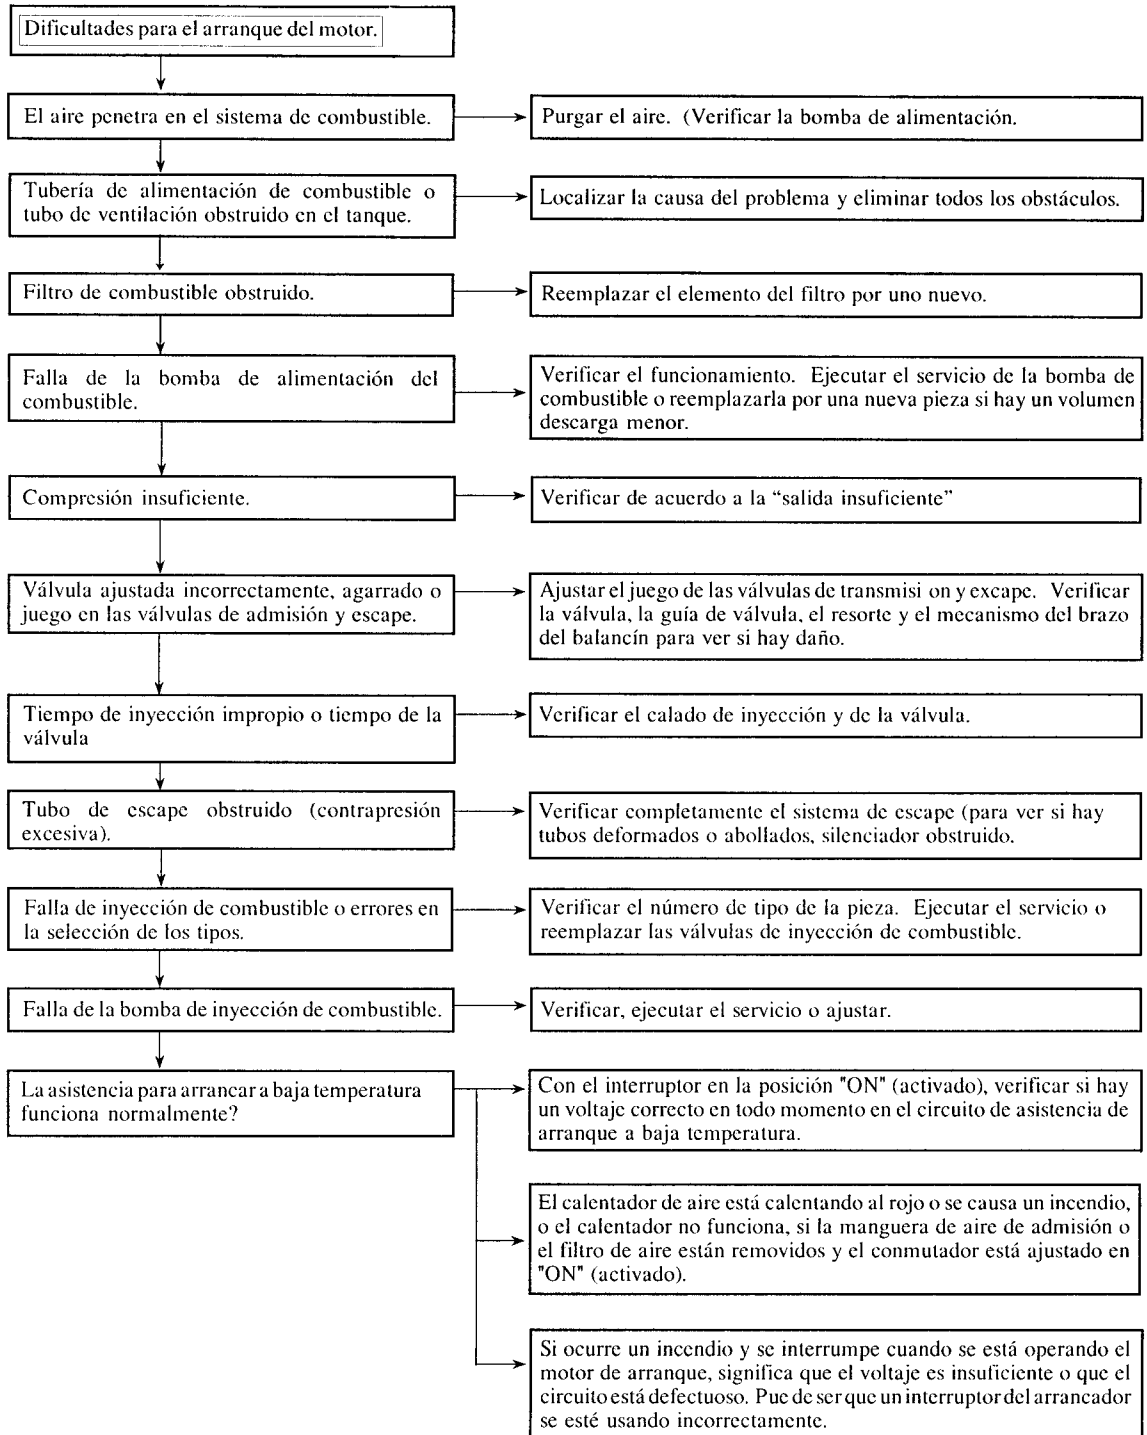 Dificultades para el arranque del motor.
El aire penetra en el sistema de combustible.
Purgar el aire. (Verificar la bomba de alimentación.
Tubería de alimentación de combustible o
tubo de ventilación obstruido en el tanque.
Localizar la causa del problema y eliminar todos los obstáculos.
Filtro de combustible obstruido.
Reemplazar el elemento del filtro por uno nuevo.
Falla de la bomba de alimentación del
combustible.
Verificar el funcionamiento. Ejecutar el servicio de la bomba de
combustible o reemplazarla por una nueva pieza si hay un volumen
descarga menor.
Compresión insuficiente.
Verificar de acuerdo a la “salida insuficiente”
Válvula ajustada incorrectamente, agarrado o
juego en las válvulas de admisión y escape.
Ajustar el juego de las válvulas de transmisi on y excape. Verificar
la válvula, la guía de válvula, el resorte y el mecanismo del brazo
del balancín para ver si hay daño.
Tiempo de inyección impropio o tiempo de la
válvula
Verificar el calado de inyección y de la válvula.
Tubo de escape obstruido (contrapresión
excesiva).
Verificar completamente el sistema de escape (para ver si hay
tubos deformados o abollados, silenciador obstruido.
Falla de inyección de combustible o errores en
la selección de los tipos.
Verificar el número de tipo de la pieza. Ejecutar el servicio o
reemplazar las válvulas de inyección de combustible.
Falla de la bomba de inyección de combustible.
Verificar, ejecutar el servicio o ajustar.
La asistencia para arrancar a baja temperatura
funciona normalmente?
Con el interruptor en la posición "ON" (activado), verificar si hay
un voltaje correcto en todo momento en el circuito de asistencia de
arranque a baja temperatura.
El calentador de aire está calentando al rojo o se causa un incendio,
o el calentador no funciona, si la manguera de aire de admisión o
el filtro de aire están removidos y el conmutador está ajustado en
"ON" (activado).
Si ocurre un incendio y se interrumpe cuando se está operando el
motor de arranque, significa que el voltaje es insuficiente o que el
circuito está defectuoso. Pue de ser que un interruptor del arrancador
se esté usando incorrectamente.